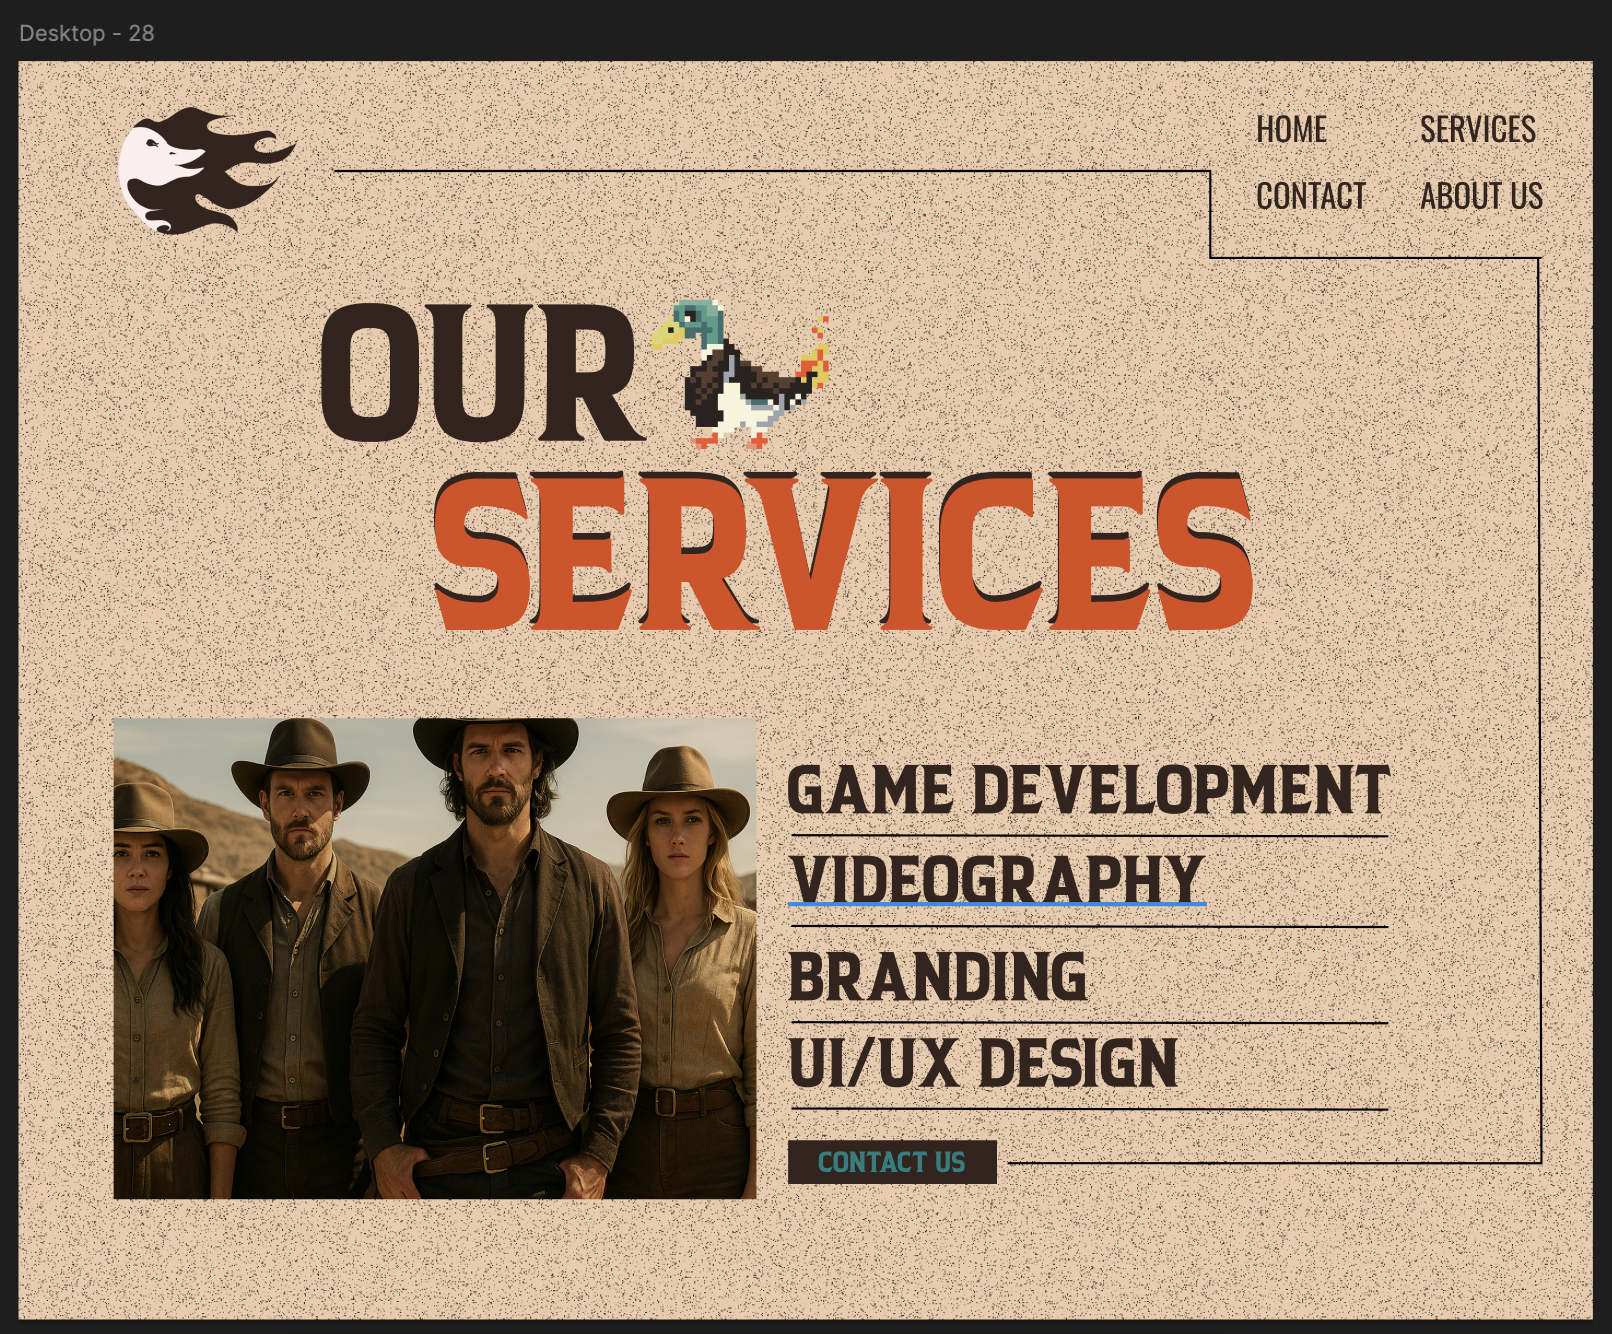 Desktop - 28
HOME SERVICES
CONTACT ABOUT US
OUR
SERVICES
GAME DEVELOPMENT
VIDEOGRAPHY
BRANDING
UI/UX DESIGN
CONTACT US